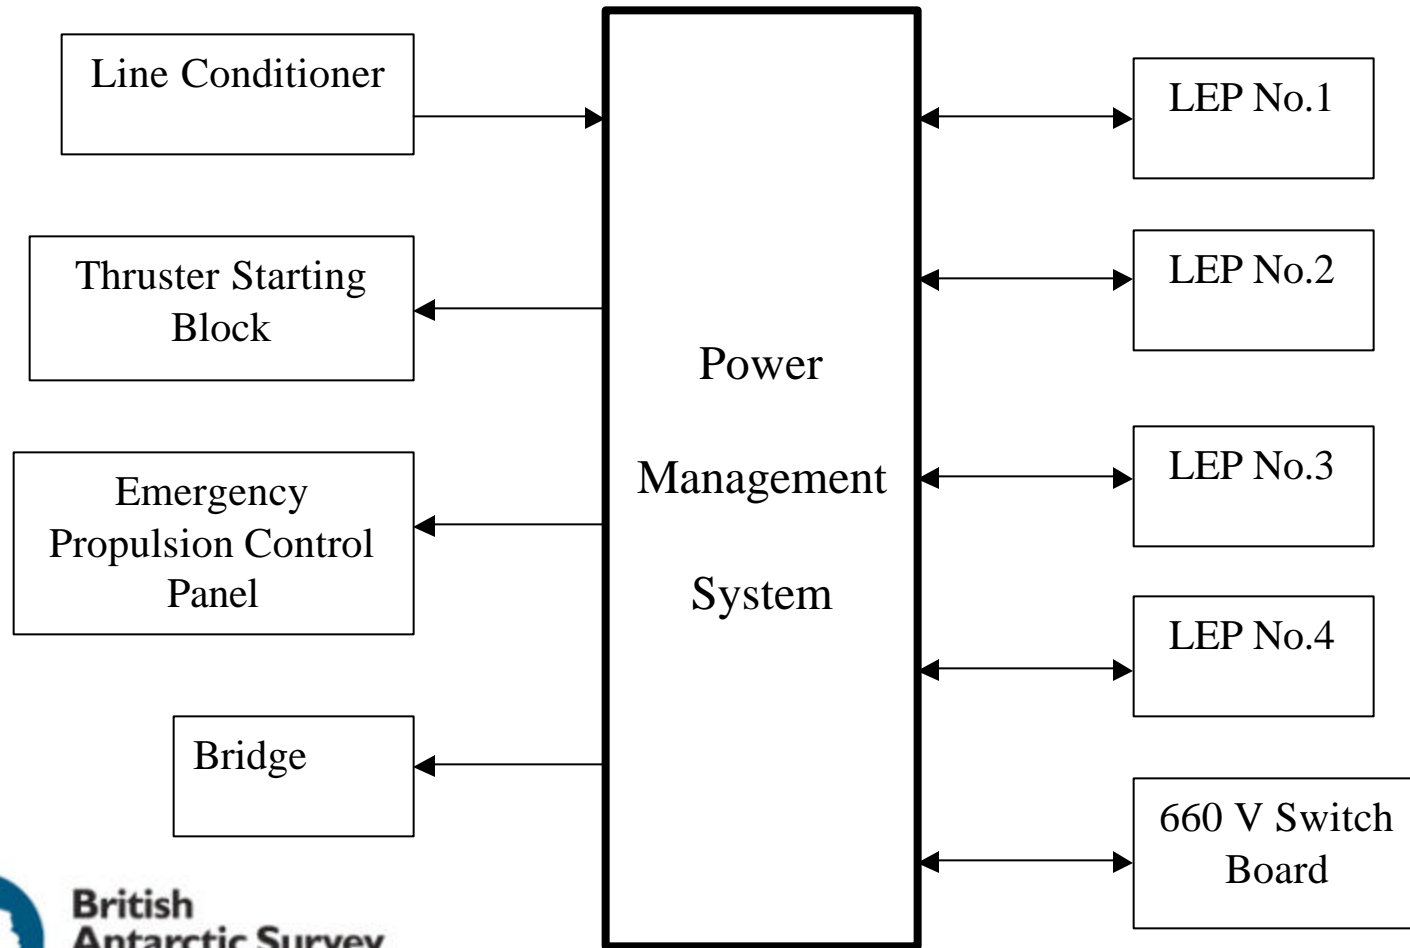 Line Conditioner
Thruster Starting
Block
Emergency
Propulsion Control
Panel
Bridge
Power
Management
System
LEP No.1
LEP No.2
LEP No.3
LEP No.4
660 V Switch
Board
British
Antarctic Survey